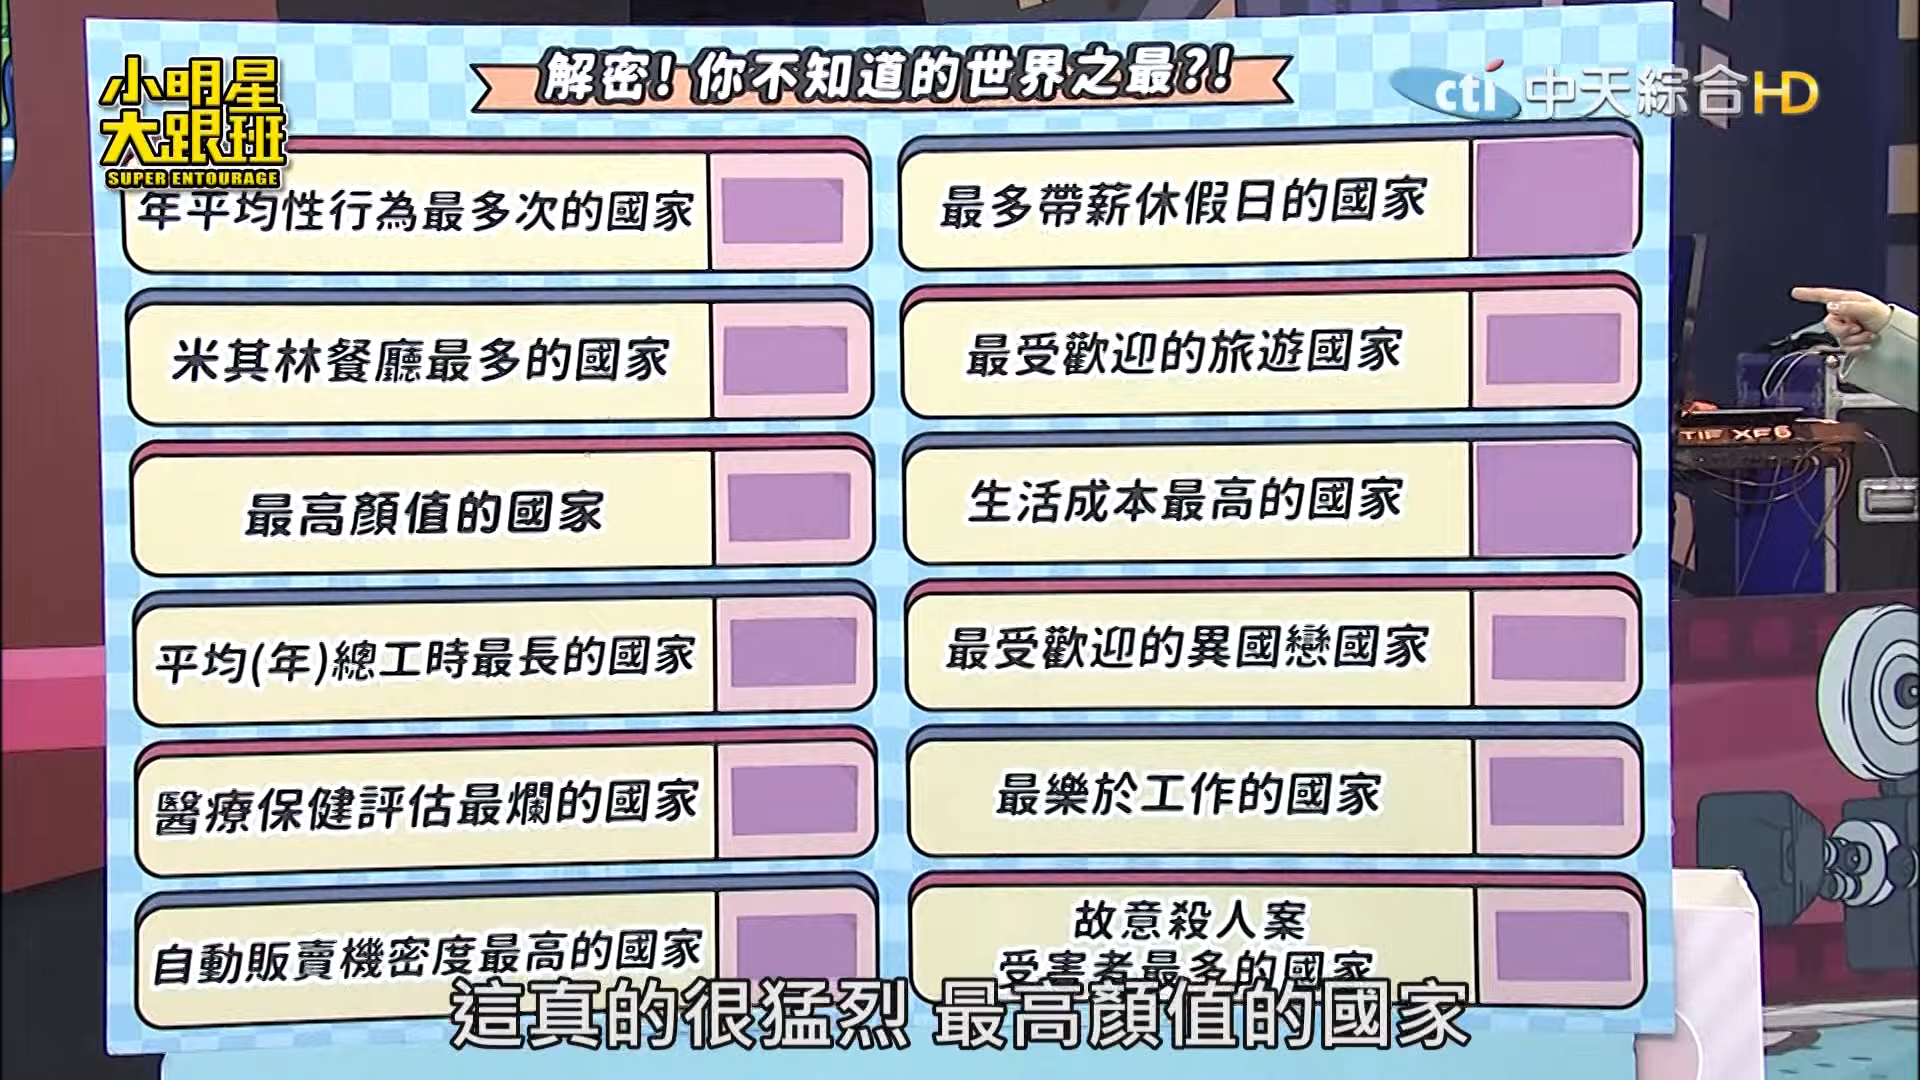 小明星
大跟班
SUPER ENTOURAGE
解密!你不知道的世界之最?!
cti 中天綜合HD
年平均性行為最多次的國家
米其林餐廳最多的國家
最高顏值的國家
平均(年)總工時最長的國家
醫療保健評估最爛的國家
自動販賣機密度最高的國家
最多帶薪休假日的國家
最受歡迎的旅遊國家
生活成本最高的國家
最受歡迎的異國戀國家
最樂於工作的國家
故意殺人案
受害者最多的國家
TIF XF6
這真的很猛烈 最高顏值的國家